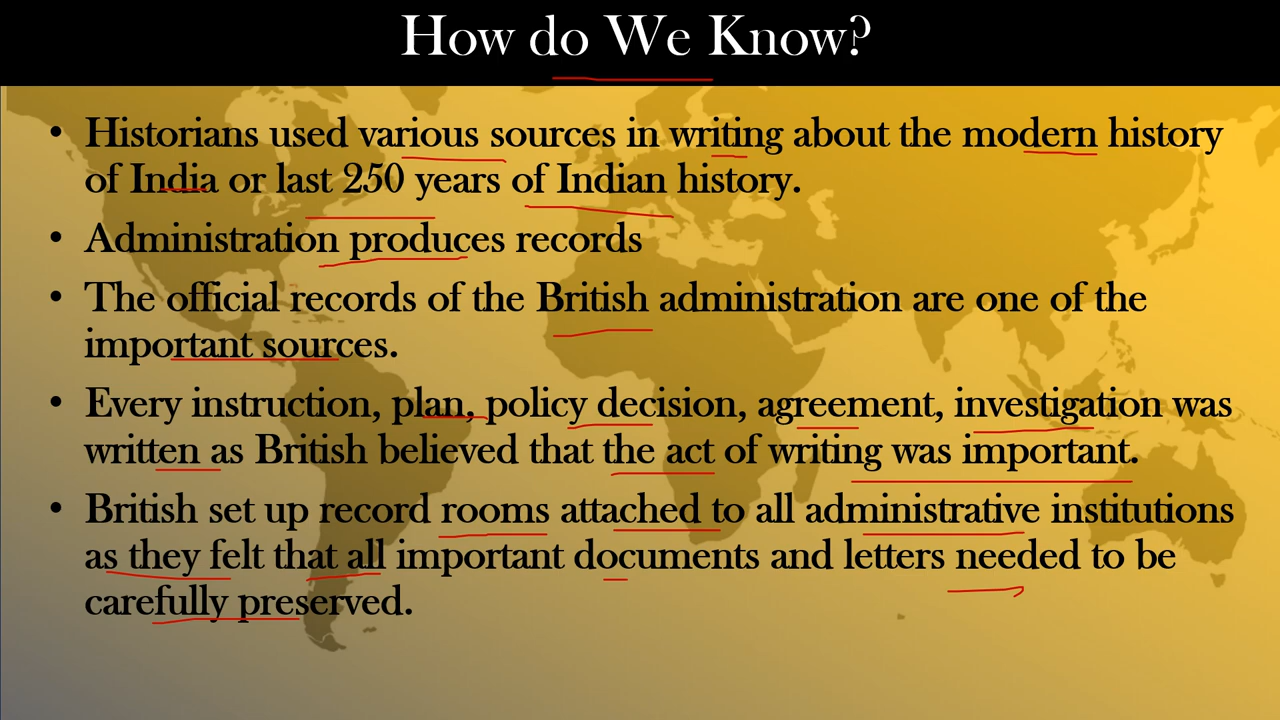 How do We Know?
• Historians used various sources in writing about the modern history
of India or last 250 years of Indian history.
• Administration produces records
• The official records of the British administration are one of the
important sources.
• Every instruction, plan, policy decision, agreement, investigation was
written as British believed that the act of writing was important.
• British set up record rooms attached to all administrative institutions
as they felt that all important documents and letters needed to be
carefully preserved.